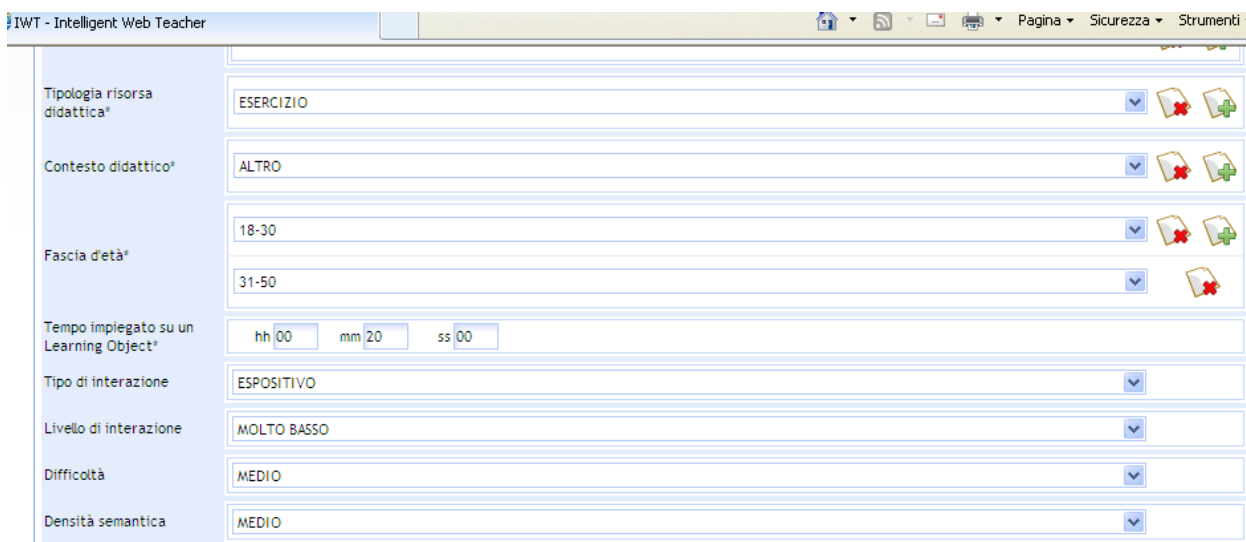 IWT - Intelligent Web Teacher
Pagina Sicurezza Strumenti
Tipologia risorsa
didattica*
ESERCIZIO
Contesto didattico*
ALTRO
Fascia d'età*
18-30
31-50
Tempo impiegato su un
Learning Object*
hh 00 mm 20 ss 00
Tipo di interazione
ESPOSITIVO
Livello di interazione
MOLTO BASSO
Difficoltà
MEDIO
Densità semantica
MEDIO